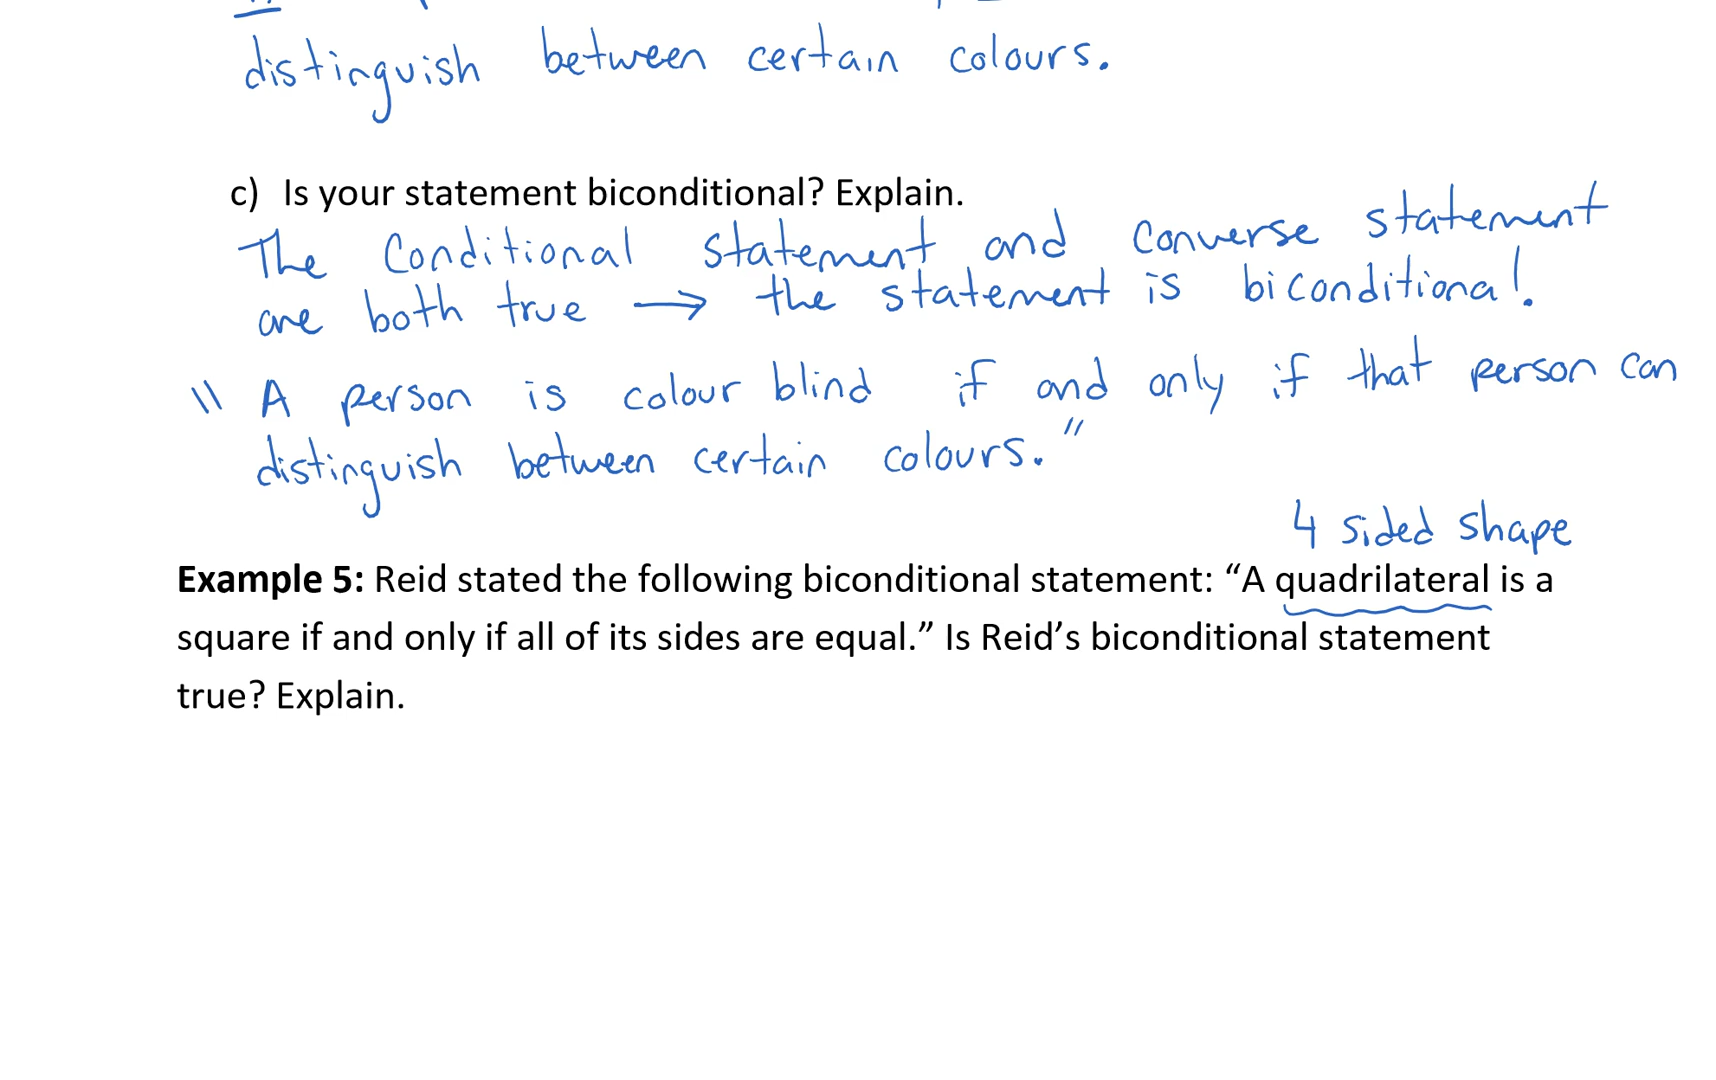 distinguish between certain colours.
c) Is your statement biconditional? Explain.
The Conditional statement and converse statement
are both true → the statement is biconditional.
" A person is colour blind if and only if that person can
distinguish between certain colours."
4 sided shape
Example 5: Reid stated the following biconditional statement: “A quadrilateral is a
square if and only if all of its sides are equal.” Is Reid’s biconditional statement
true? Explain.